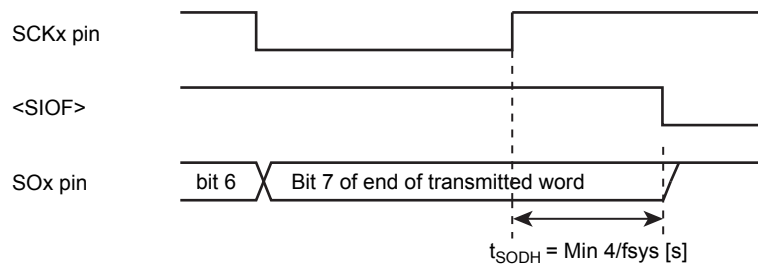 SCKx pin
<SIOF>
SOx pin
bit 6
Bit 7 of end of transmitted word
tSODH = Min 4/fsys [s]